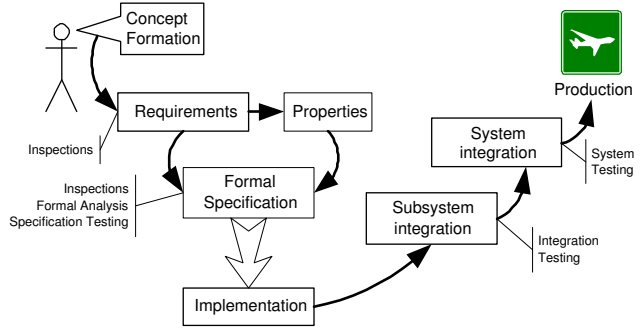 Concept
Formation
Requirements
Properties
Inspections
Inspections
Formal Analysis
Specification Testing
Formal
Specification
Implementation
Subsystem
integration
Integration
Testing
System
integration
System
Testing
Production